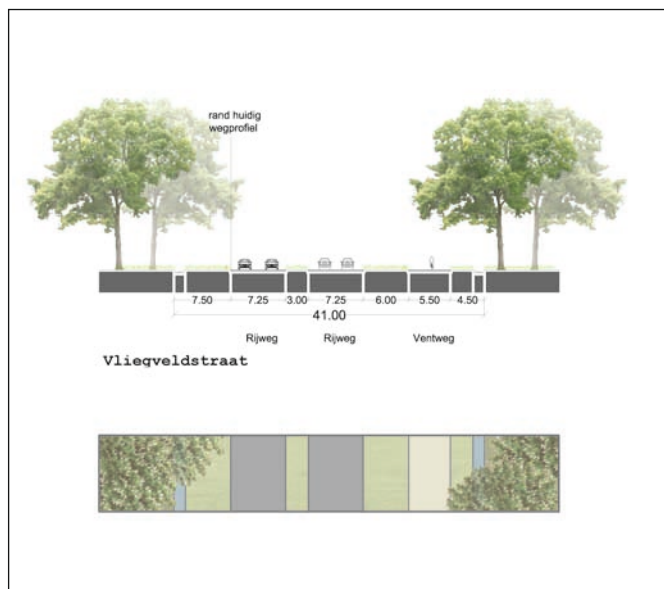 rand huidig
wegprofiel
7.50 7.25 3.00 7.25 6.00 5.50 4.50
41.00
Rijweg Rijweg Ventweg
Vliegveldstraat